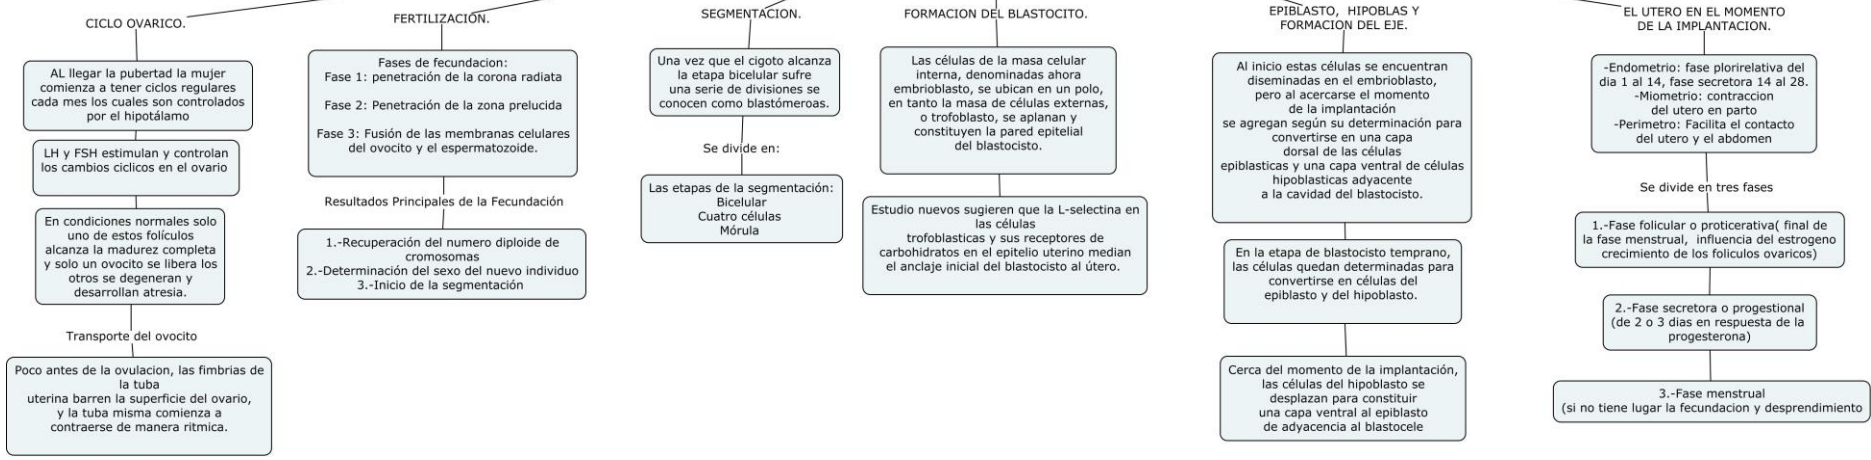 CICLO OVARICO.
AL llegar la pubertad la mujer
comienza a tener ciclos regulares
cada mes los cuales son controlados
por el hipotálamo
LH y FSH estimulan y controlan
los cambios ciclicos en el ovario
En condiciones normales solo
uno de estos folículos
alcanza la madurez completa
y solo un ovocito se libera los
otros se degeneran y
desarrollan atresia.
Transporte del ovocito
Poco antes de la ovulacion, las fimbrias de
la tuba
uterina barren la superficie del ovario,
y la tuba misma comienza a
contraerse de manera ritmica.
FERTILIZACIÓN.
Fases de fecundacion:
Fase 1: penetración de la corona radiata
Fase 2: Penetración de la zona prelucida
Fase 3: Fusión de las membranas celulares
del ovocito y el espermatozoide.
Resultados Principales de la Fecundación
1.-Recuperación del numero diploide de
cromosomas
2.-Determinación del sexo del nuevo individuo
3.-Inicio de la segmentación
SEGMENTACION.
Una vez que el cigoto alcanza
la etapa bicelular sufre
una serie de divisiones se
conocen como blastómeroas.
Se divide en:
Las etapas de la segmentación:
Bicelular
Cuatro células
Mórula
FORMACION DEL BLASTOCITO.
Las células de la masa celular
interna, denominadas ahora
embrioblasto, se ubican en un polo,
en tanto la masa de células externas,
o trofoblasto, se aplanan y
constituyen la pared epitelial
del blastocisto.
Estudio nuevos sugieren que la L-selectina en
las células
trofoblasticas y sus receptores de
carbohidratos en el epitelio uterino median
el anclaje inicial del blastocisto al útero.
EPIBLASTO, HIPOBLAS Y
FORMACION DEL EJE.
Al inicio estas células se encuentran
diseminadas en el embrioblasto,
pero al acercarse el momento
de la implantación
se agregan según su determinación para
convertirse en una capa
dorsal de las células
epiblasticas y una capa ventral de células
hipoblasticas adyacente
a la cavidad del blastocisto.
En la etapa de blastocisto temprano,
las células quedan determinadas para
convertirse en células del
epiblasto y del hipoblasto.
Cerca del momento de la implantación,
las células del hipoblasto se
desplazan para constituir
una capa ventral al epiblasto
de adyacencia al blastocele
EL UTERO EN EL MOMENTO
DE LA IMPLANTACION.
-Endometrio: fase plorirelativa del
dia 1 al 14, fase secretora 14 al 28.
-Miometrio: contraccion
del utero en parto
-Perimetro: Facilita el contacto
del utero y el abdomen
Se divide en tres fases
1.-Fase folicular o proticerativa( final de
la fase menstrual, influencia del estrogeno
crecimiento de los foliculos ovaricos)
2.-Fase secretora o progestional
(de 2 o 3 dias en respuesta de la
progesterona)
3.-Fase menstrual
(si no tiene lugar la fecundacion y desprendimiento